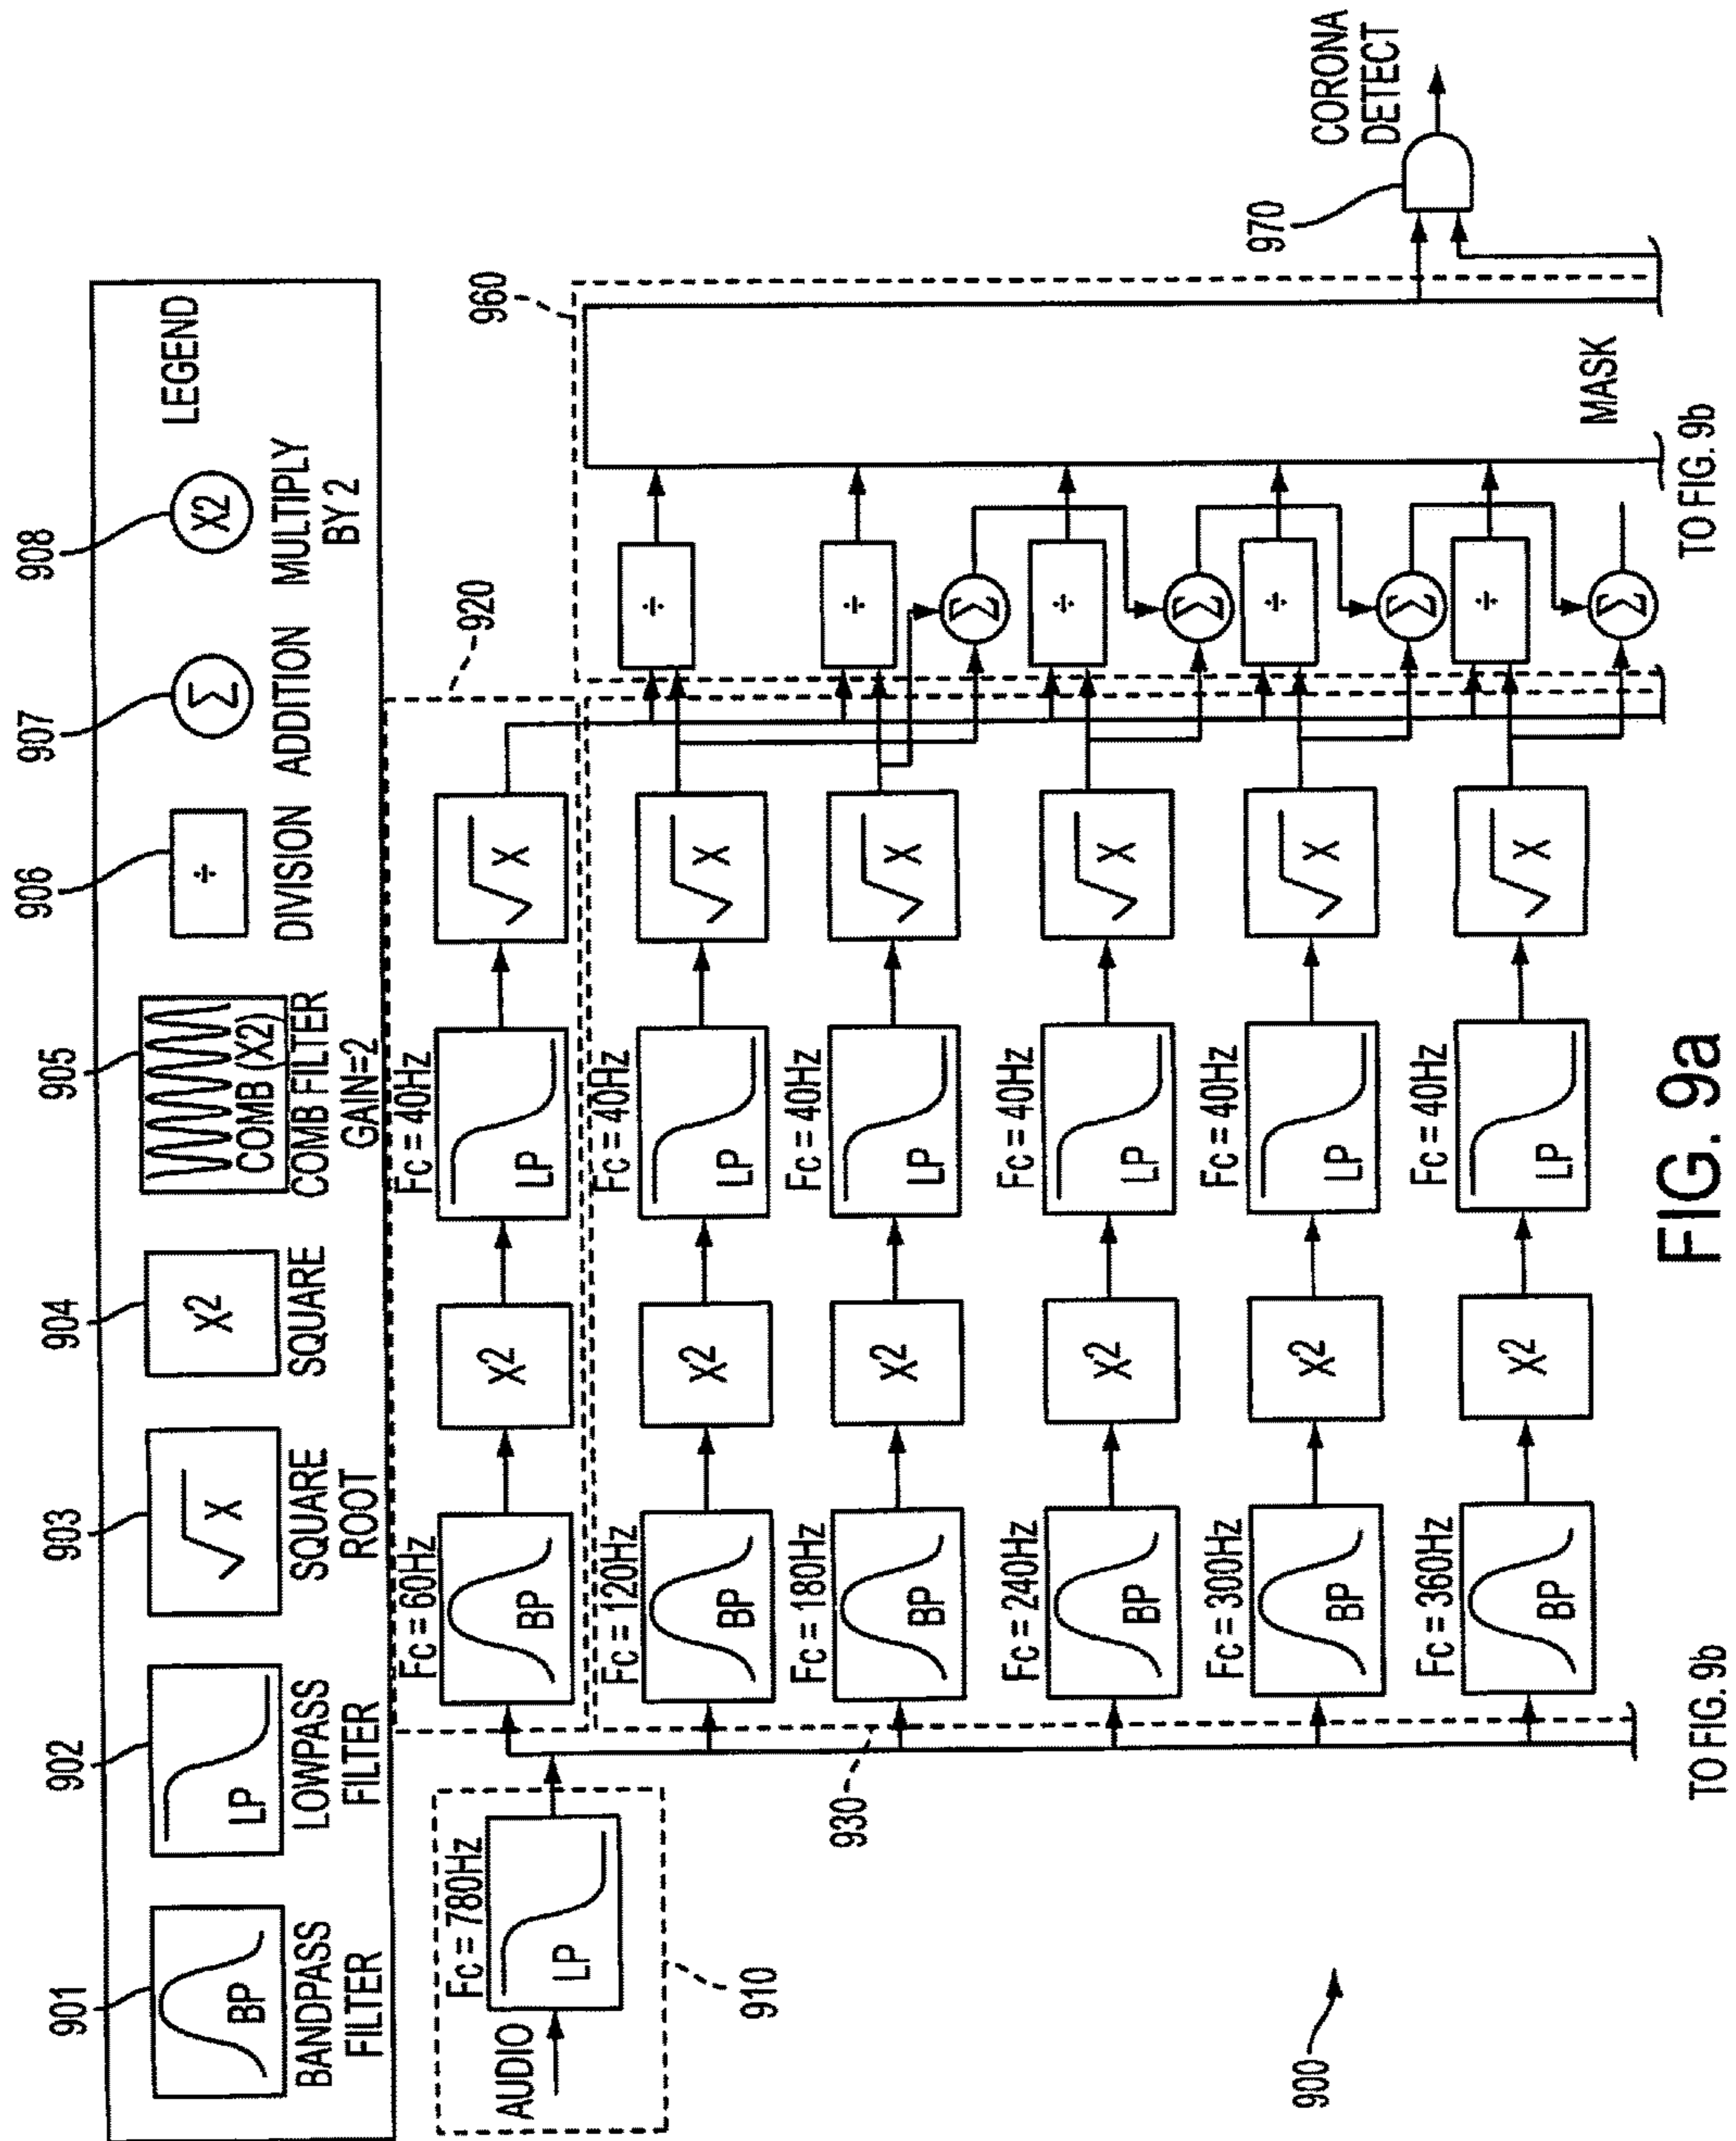 901
902
903
904
905
906
907
908
BP
LP
√X
X2
COMB (X2)
÷
Σ
X2
LEGEND
BANDPASS
FILTER
LOWPASS
FILTER
SQUARE
ROOT
SQUARE
COMB FILTER
GAIN=2
DIVISION
ADDITION
MULTIPLY
BY 2
920
960
AUDIO
Fc = 780Hz
LP
910
Fc = 60Hz
BP
X2
Fc = 40Hz
LP
√X
Fc = 120Hz
BP
X2
Fc = 40Hz
LP
√X
÷
Fc = 180Hz
BP
X2
Fc = 40Hz
LP
√X
÷
Σ
Fc = 240Hz
BP
X2
Fc = 40Hz
LP
√X
÷
Σ
Fc = 300Hz
BP
X2
Fc = 40Hz
LP
√X
÷
Σ
Fc = 360Hz
BP
X2
Fc = 40Hz
LP
√X
÷
Σ
930
MASK
970
CORONA
DETECT
900
TO FIG. 9b
TO FIG. 9b
FIG. 9a